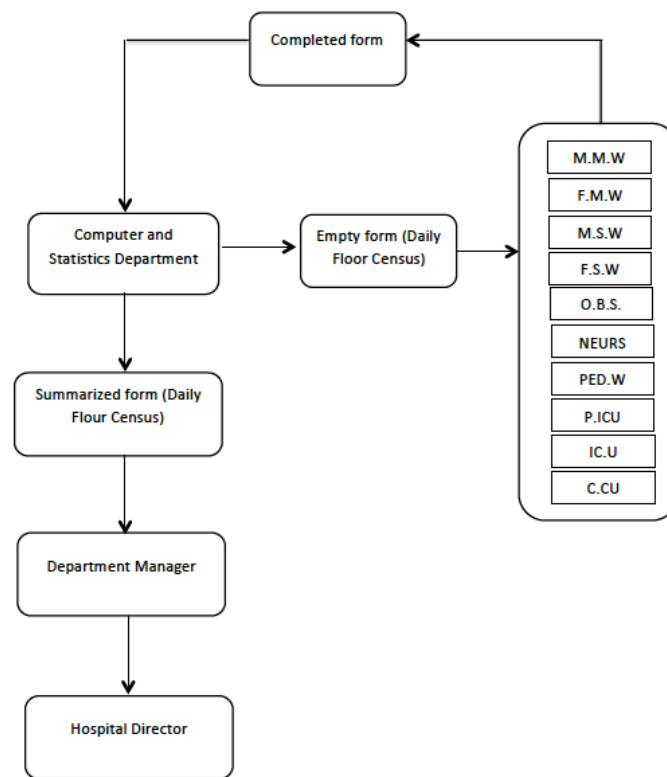 Completed form
M.M.W
F.M.W
M.S.W
F.S.W
O.B.S.
NEURS
PED.W
P.ICU
IC.U
C.CU
Computer and
Statistics Department
Empty form (Daily
Floor Census)
Summarized form (Daily
Flour Census)
Department Manager
Hospital Director